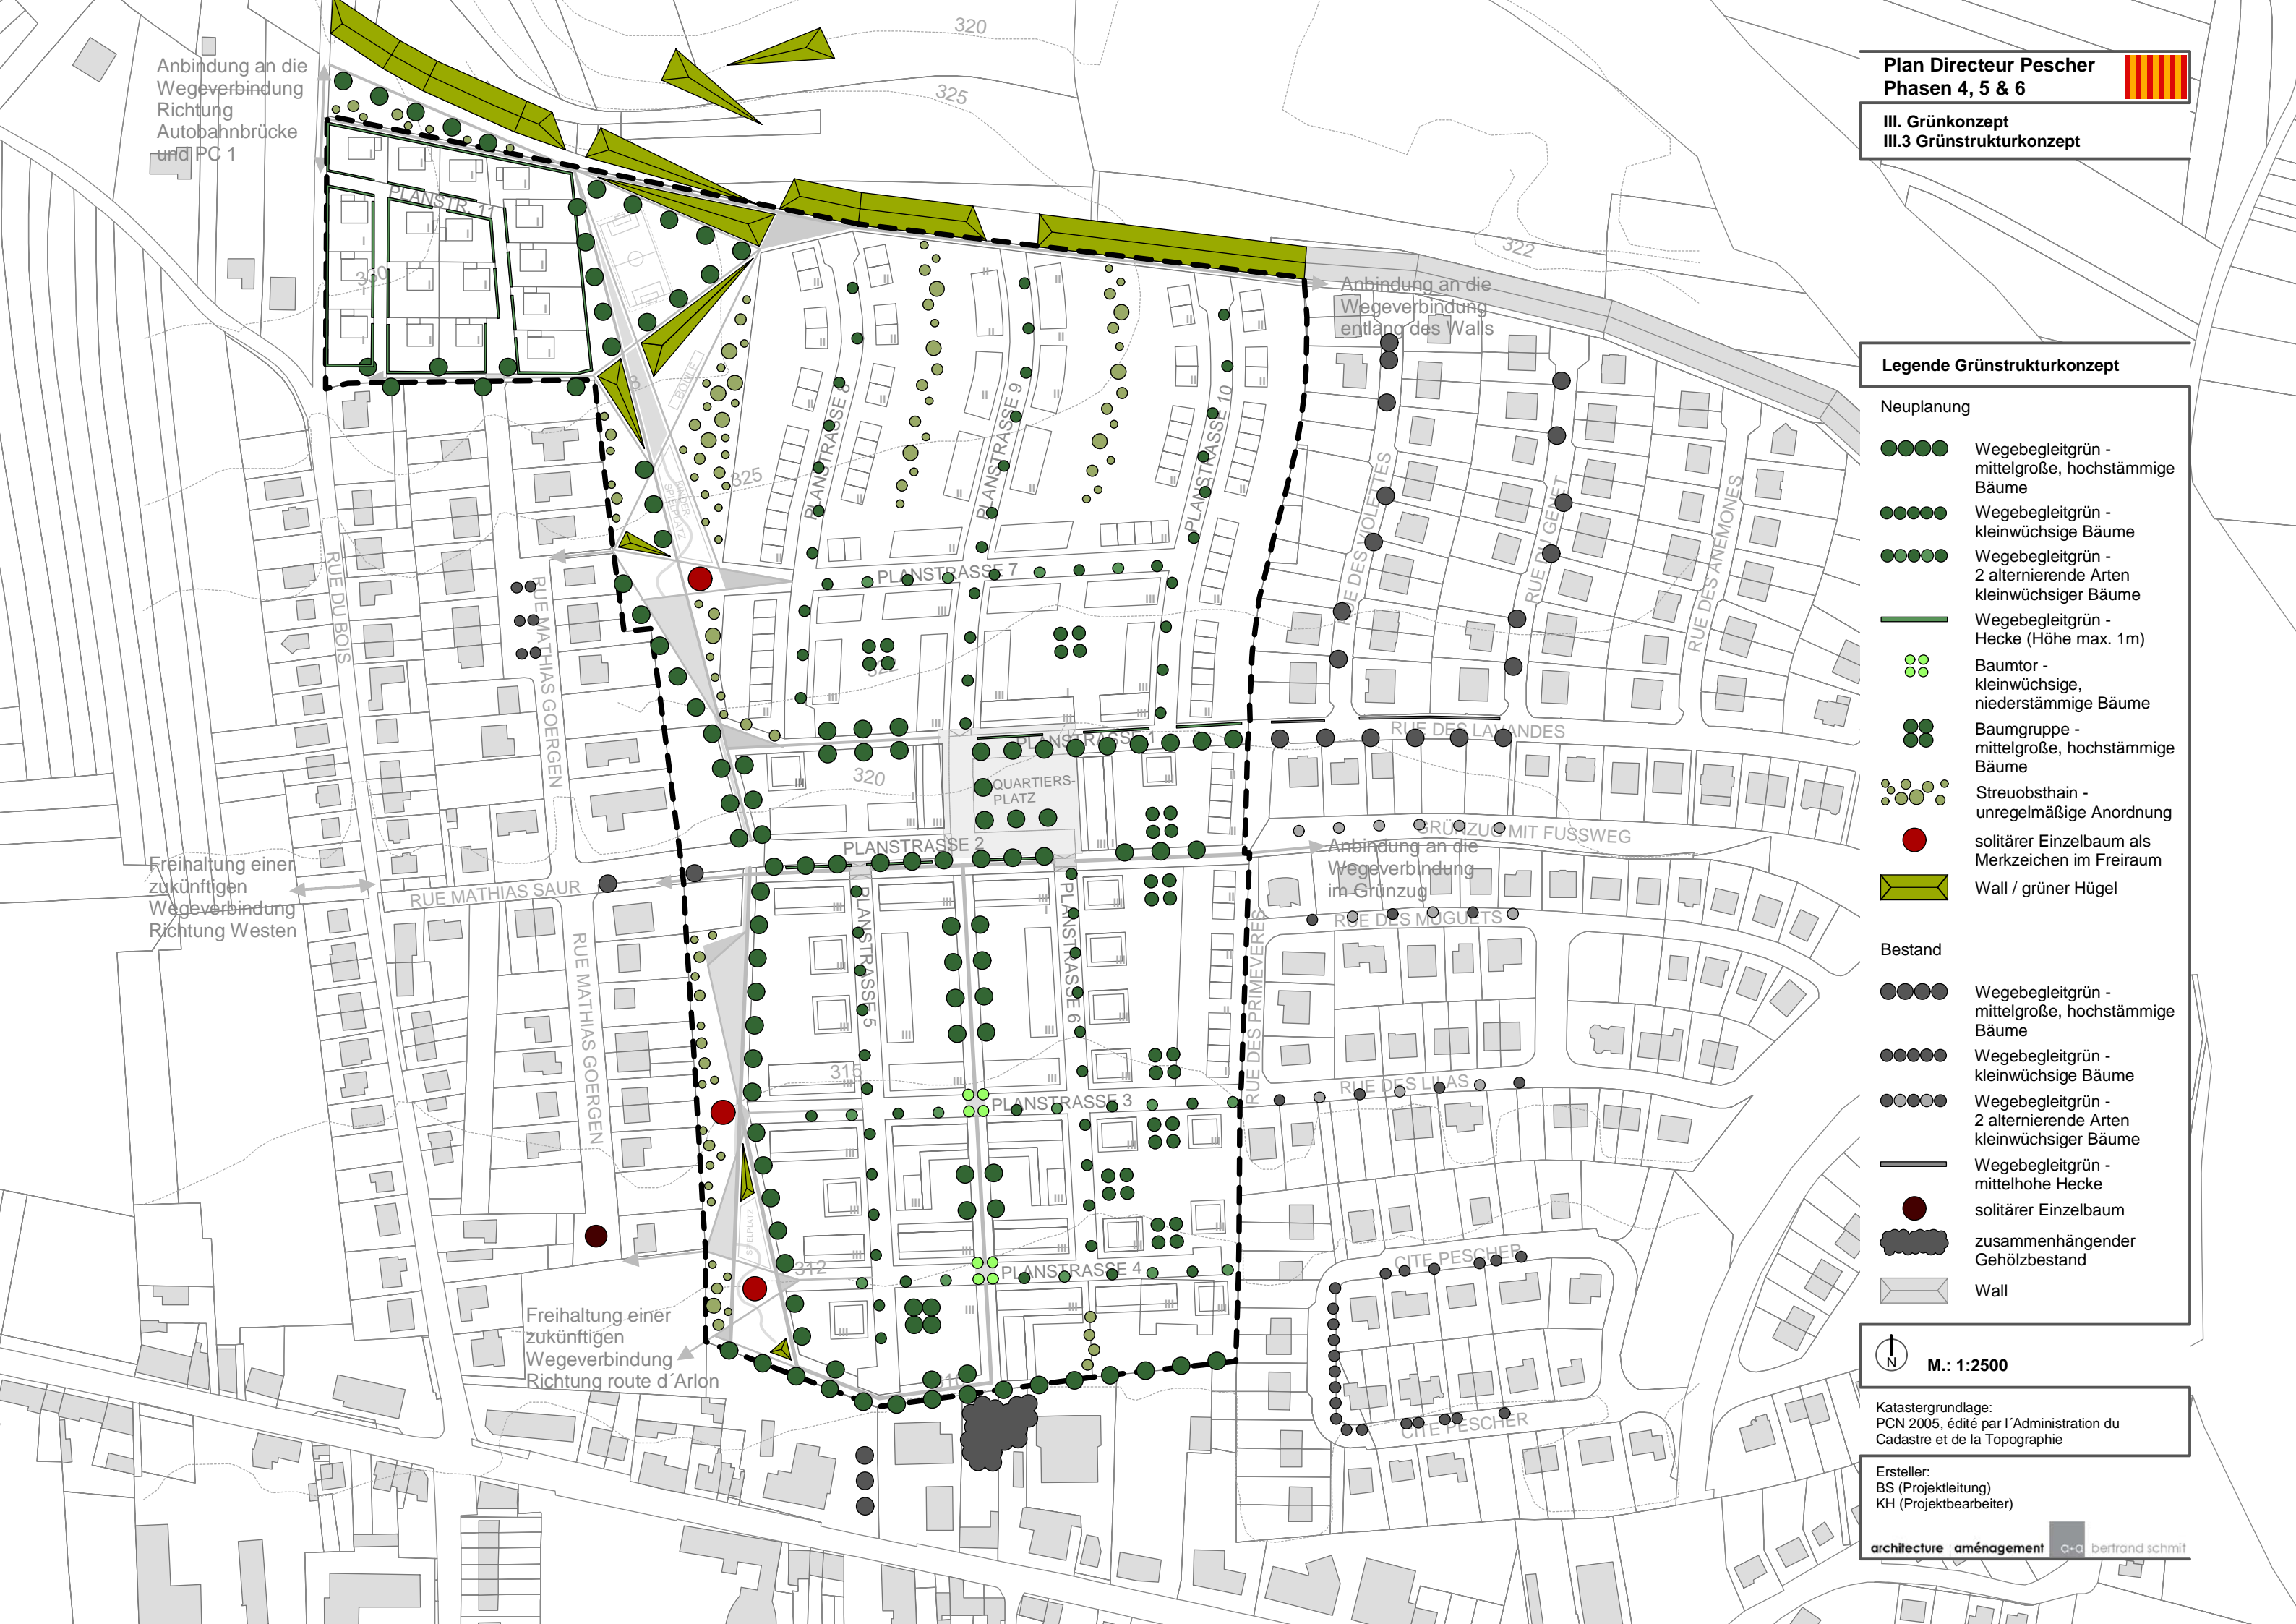 Plan Directeur Pescher
Phasen 4, 5 & 6
III. Grünkonzept
III.3 Grünstrukturkonzept
Legende Grünstrukturkonzept
Neuplanung
Wegebegleitgrün -
mittelgroße, hochstämmige
Bäume
Wegebegleitgrün -
kleinwüchsige Bäume
Wegebegleitgrün -
2 alternierende Arten
kleinwüchsiger Bäume
Wegebegleitgrün -
Hecke (Höhe max. 1m)
Baumtor -
kleinwüchsige,
niederstämmige Bäume
Baumgruppe -
mittelgroße, hochstämmige
Bäume
Streuobsthain -
unregelmäßige Anordnung
solitärer Einzelbaum als
Merkzeichen im Freiraum
Wall / grüner Hügel
Bestand
Wegebegleitgrün -
mittelgroße, hochstämmige
Bäume
Wegebegleitgrün -
kleinwüchsige Bäume
Wegebegleitgrün -
2 alternierende Arten
kleinwüchsiger Bäume
Wegebegleitgrün -
mittelhohe Hecke
solitärer Einzelbaum
zusammenhängender
Gehölzbestand
Wall
N
M.: 1:2500
Katastergrundlage:
PCN 2005, édité par l´Administration du
Cadastre et de la Topographie
Ersteller:
BS (Projektleitung)
KH (Projektbearbeiter)
architecture aménagement a+a bertrand schmit
Anbindung an die
Wegeverbindung
Richtung
Autobahnbrücke
und PC 1
320
325
322
PLANSTR. 11
330
Anbindung an die
Wegeverbindung
entlang des Walls
BOULE
PLANSTRASSE 8
PLANSTRASSE 9
PLANSTRASSE 10
325
PLANSTRASSE 7
RUE DU BOIS
RUE MATHIAS GOERGEN
RUE DES VIOLETTES
RUE DU GENET
RUE DES ANEMONES
PLANSTRASSE 1
RUE DES LAVANDES
320
QUARTIERS-
PLATZ
PLANSTRASSE 2
GRÜNZUG MIT FUSSWEG
Anbindung an die
Wegeverbindung
im Grünzug
Freihaltung einer
zukünftigen
Wegeverbindung
Richtung Westen
RUE MATHIAS SAUR
RUE DES MUGUETS
RUE MATHIAS GOERGEN
PLANSTRASSE 5
PLANSTRASSE 6
RUE DES PRIMEVERES
RUE DES LILAS
PLANSTRASSE 3
SPIELPLATZ
312
PLANSTRASSE 4
CITE PESCHER
Freihaltung einer
zukünftigen
Wegeverbindung
Richtung route d´Arlon
CITE PESCHER